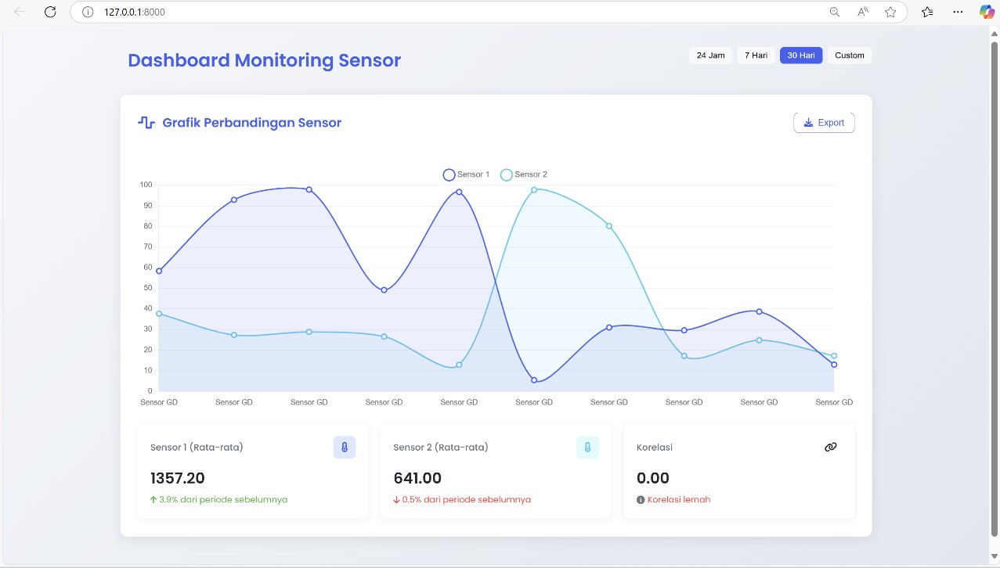 127.0.0.1:8000
Dashboard Monitoring Sensor
24 Jam 7 Hari 30 Hari Custom
Grafik Perbandingan Sensor
Export
Sensor 1 Sensor 2
100
90
80
70
60
50
40
30
20
10
0
Sensor GD Sensor GD Sensor GD Sensor GD Sensor GD Sensor GD Sensor GD Sensor GD Sensor GD Sensor GD
Sensor 1 (Rata-rata)
1357.20
3.9% dari periode sebelumnya
Sensor 2 (Rata-rata)
641.00
0.5% dari periode sebelumnya
Korelasi
0.00
Korelasi lemah